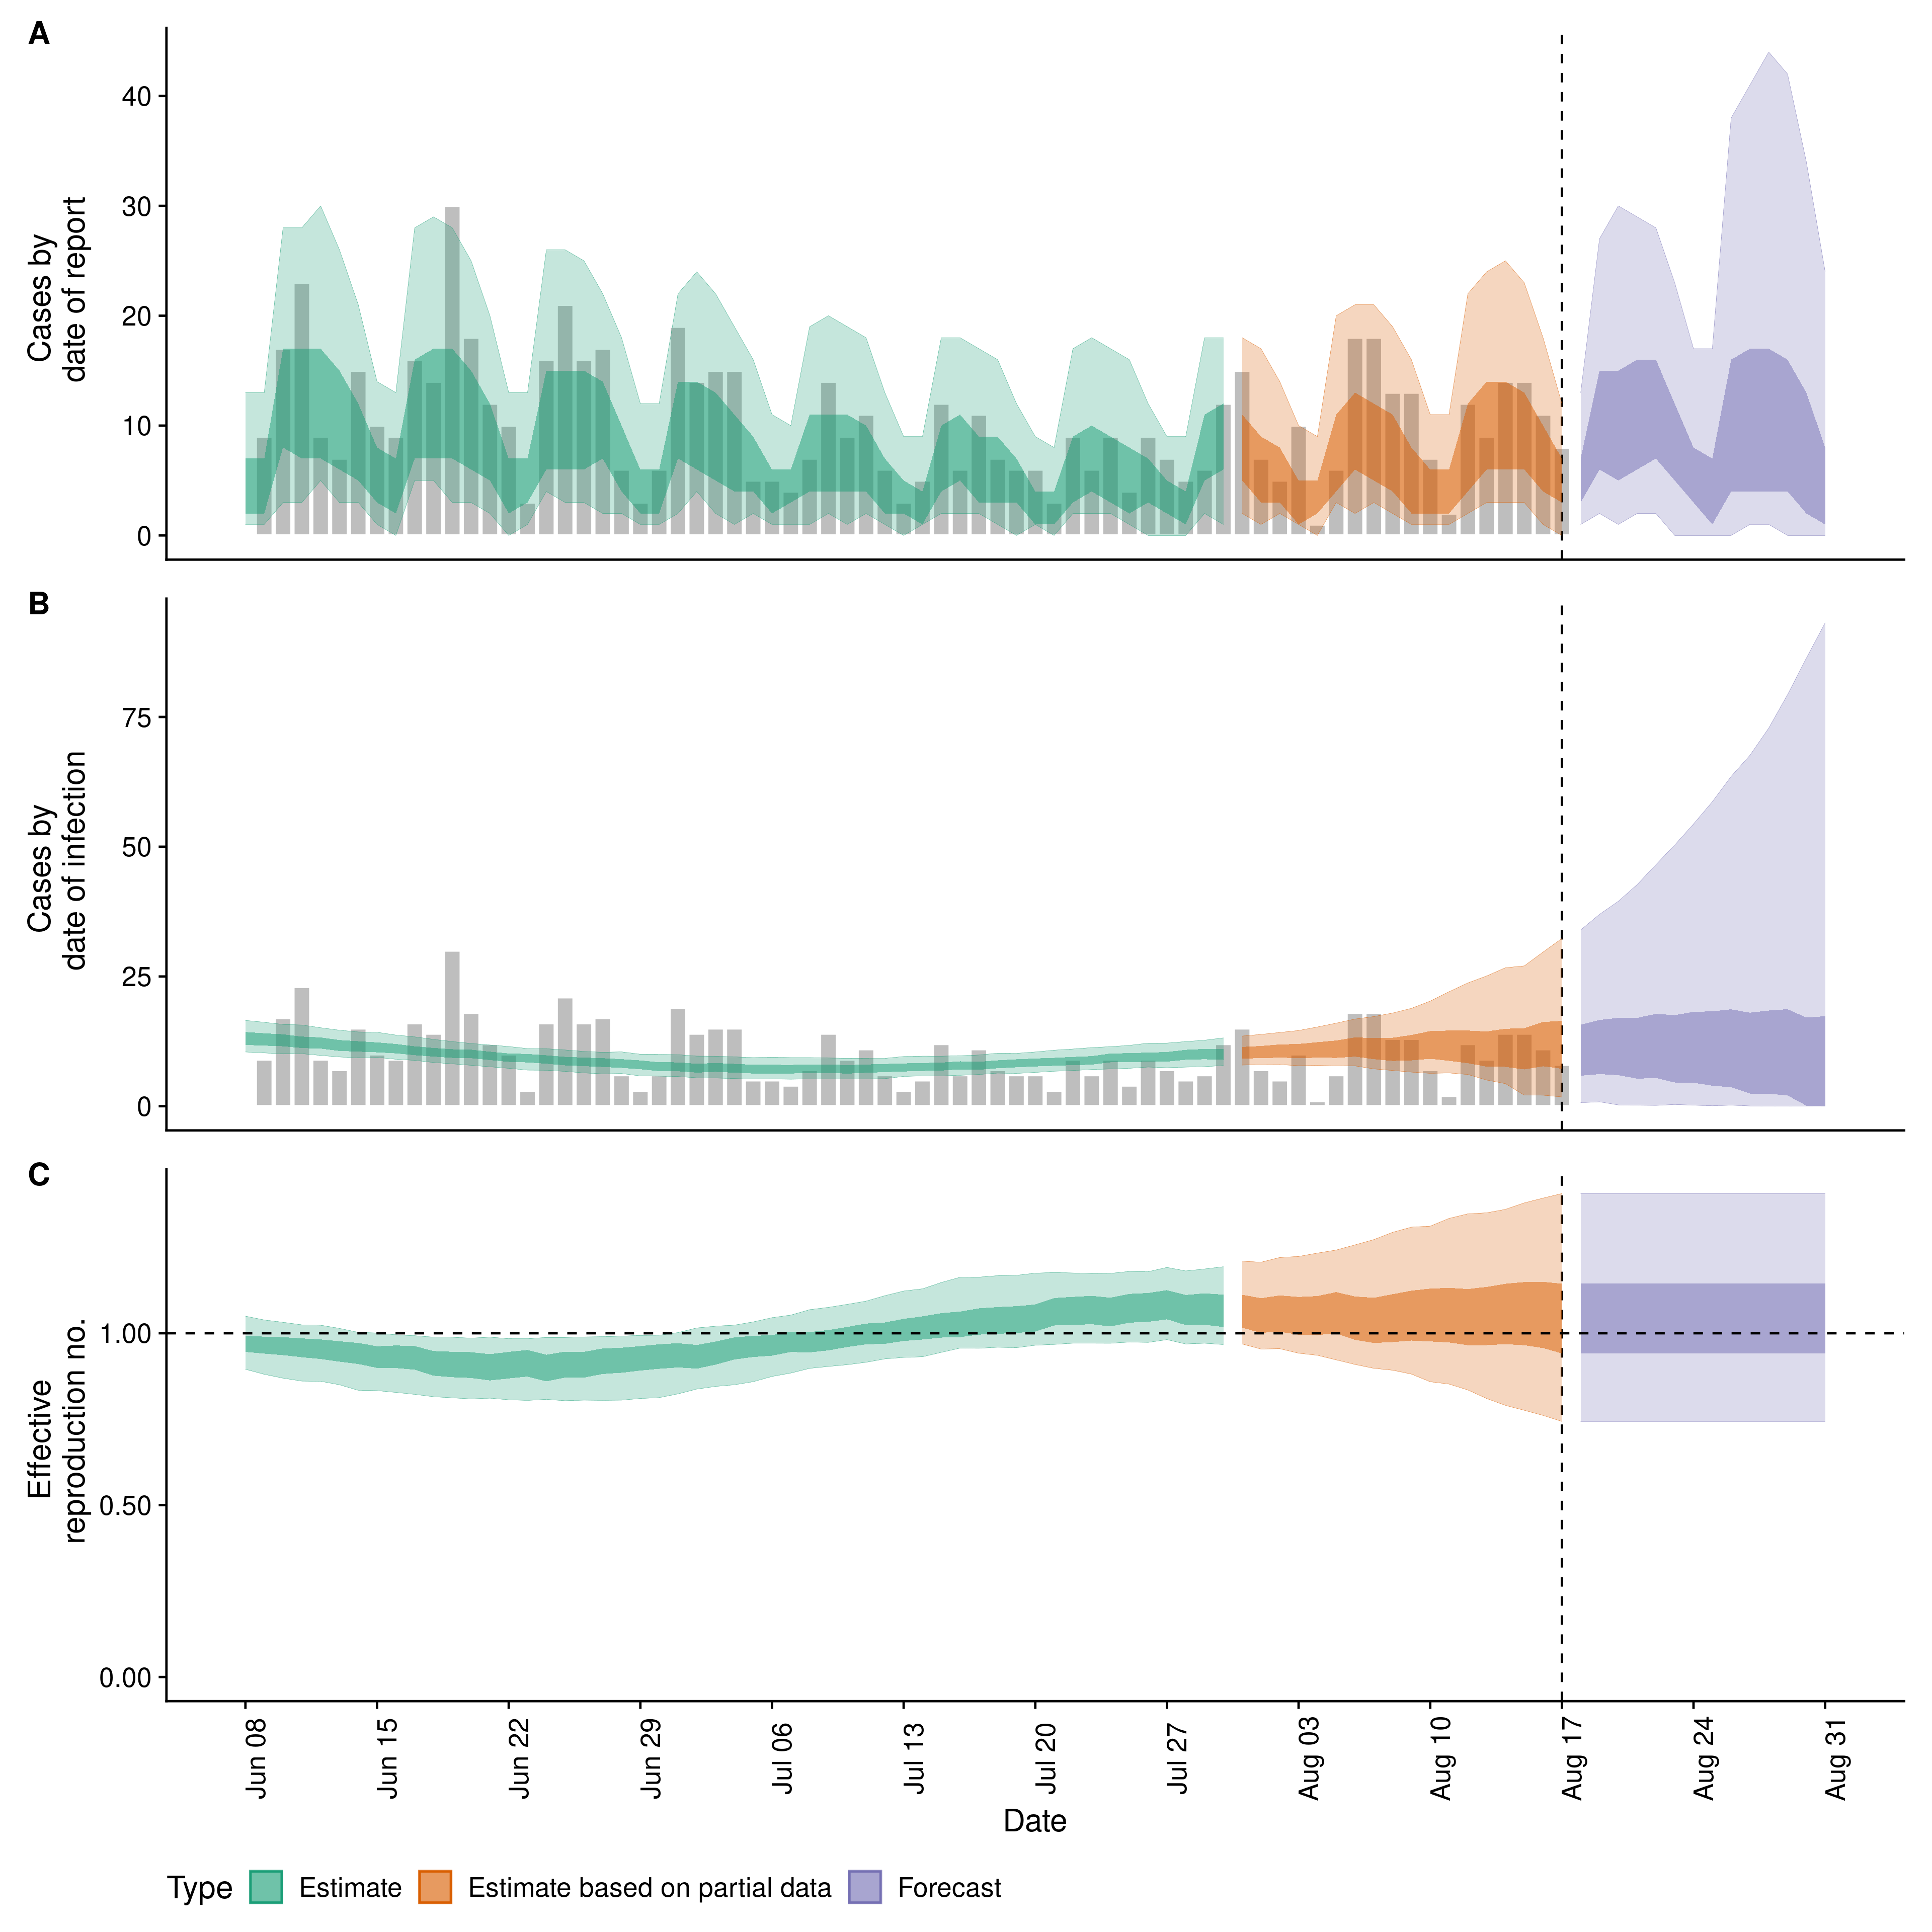 A
Cases by
date of report
40
30
20
10
0
B
Cases by
date of infection
75
50
25
0
C
Effective
reproduction no.
1.00
0.50
0.00
Jun 08
Jun 15
Jun 22
Jun 29
Jul 06
Jul 13
Jul 20
Jul 27
Aug 03
Aug 10
Aug 17
Aug 24
Aug 31
Date
Type Estimate Estimate based on partial data Forecast